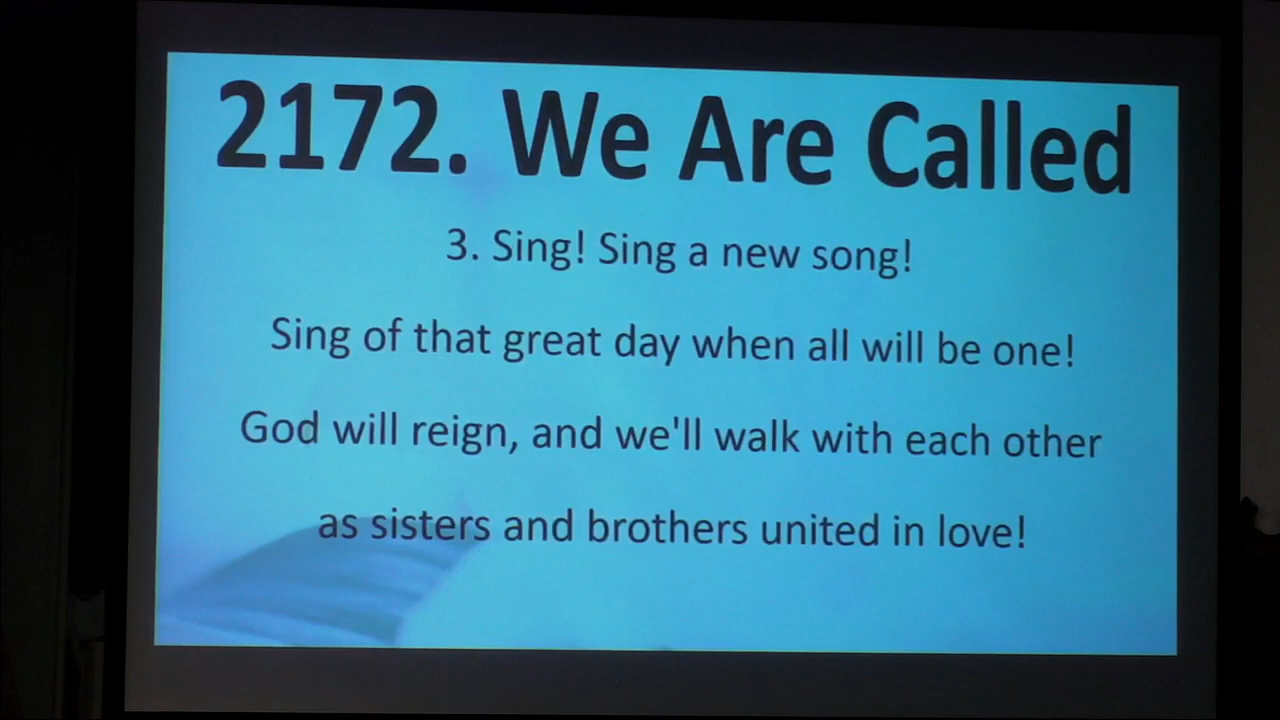 2172. We Are Called
3. Sing! Sing a new song!
Sing of that great day when all will be one!
God will reign, and we'll walk with each other
as sisters and brothers united in love!